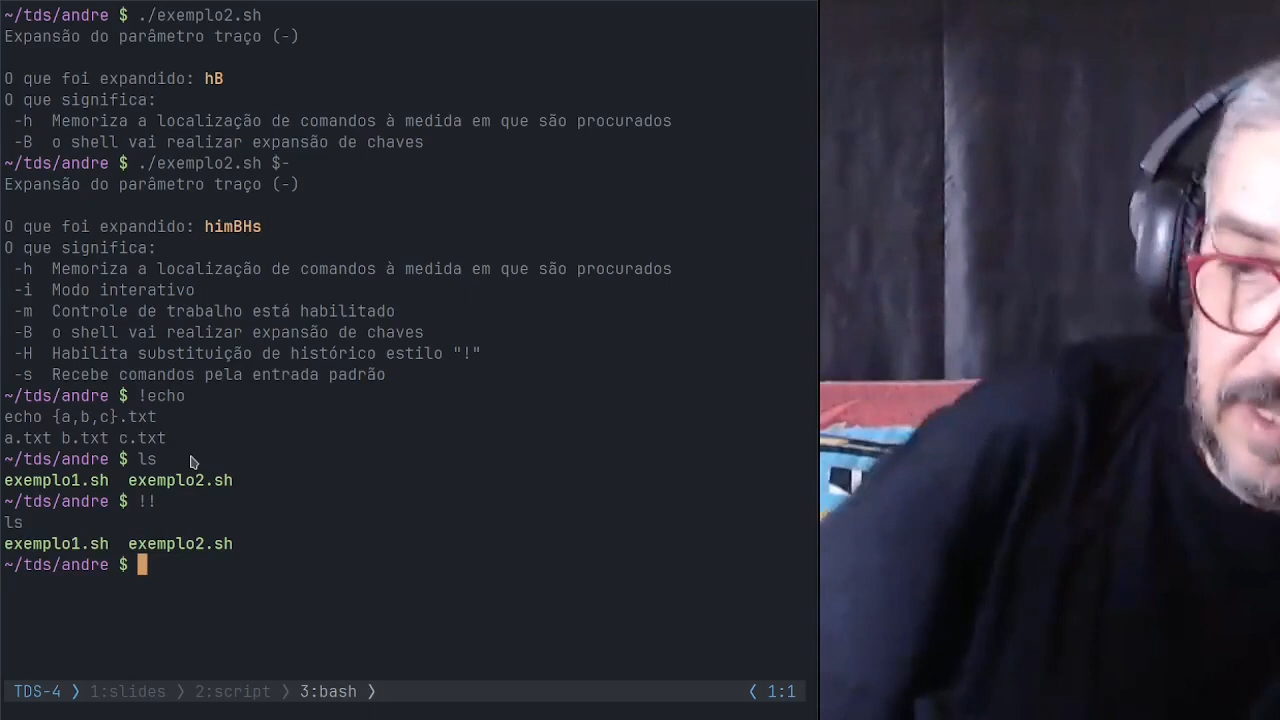 ~/tds/andre $ ./exemplo2.sh
Expansão do parâmetro traço (-)
O que foi expandido: hB
O que significa:
-h  Memoriza a localização de comandos à medida em que são procurados
-B  o shell vai realizar expansão de chaves
~/tds/andre $ ./exemplo2.sh $-
Expansão do parâmetro traço (-)
O que foi expandido: himBHs
O que significa:
-h  Memoriza a localização de comandos à medida em que são procurados
-i  Modo interativo
-m  Controle de trabalho está habilitado
-B  o shell vai realizar expansão de chaves
-H  Habilita substituição de histórico estilo "!"
-s  Recebe comandos pela entrada padrão
~/tds/andre $ !echo
echo {a,b,c}.txt
a.txt b.txt c.txt
~/tds/andre $ ls
exemplo1.sh  exemplo2.sh
~/tds/andre $ !!
ls
exemplo1.sh  exemplo2.sh
~/tds/andre $
TDS-4 ❯ 1:slides ❯ 2:script ❯ 3:bash ❯ ❮ 1:1